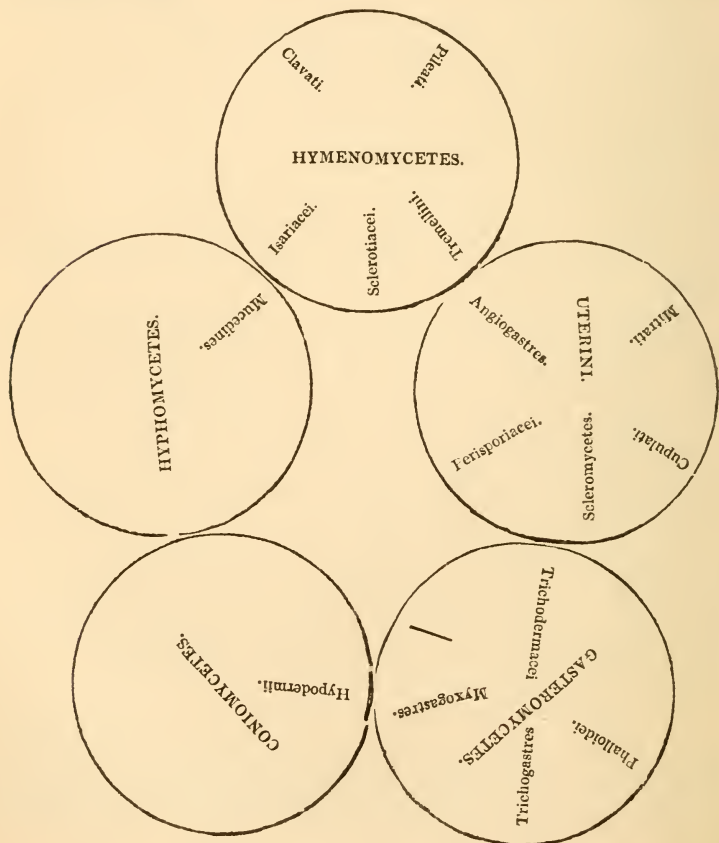 Clavati.
Pileati.
HYMENOMYCETES.
Isariacei.
Sclerotiacei.
Tremellini.
HYPHOMYCETES.
Mucedines.
Angiogastres.
UTERINI.
Mitrati.
Perisporiacei.
Scleromycetes.
Cupulati.
CONIOMYCETES.
Hypodermii.
Trichodermacei
GASTEROMYCETES.
Myxogastres.
Trichogastres
Phalloidei.